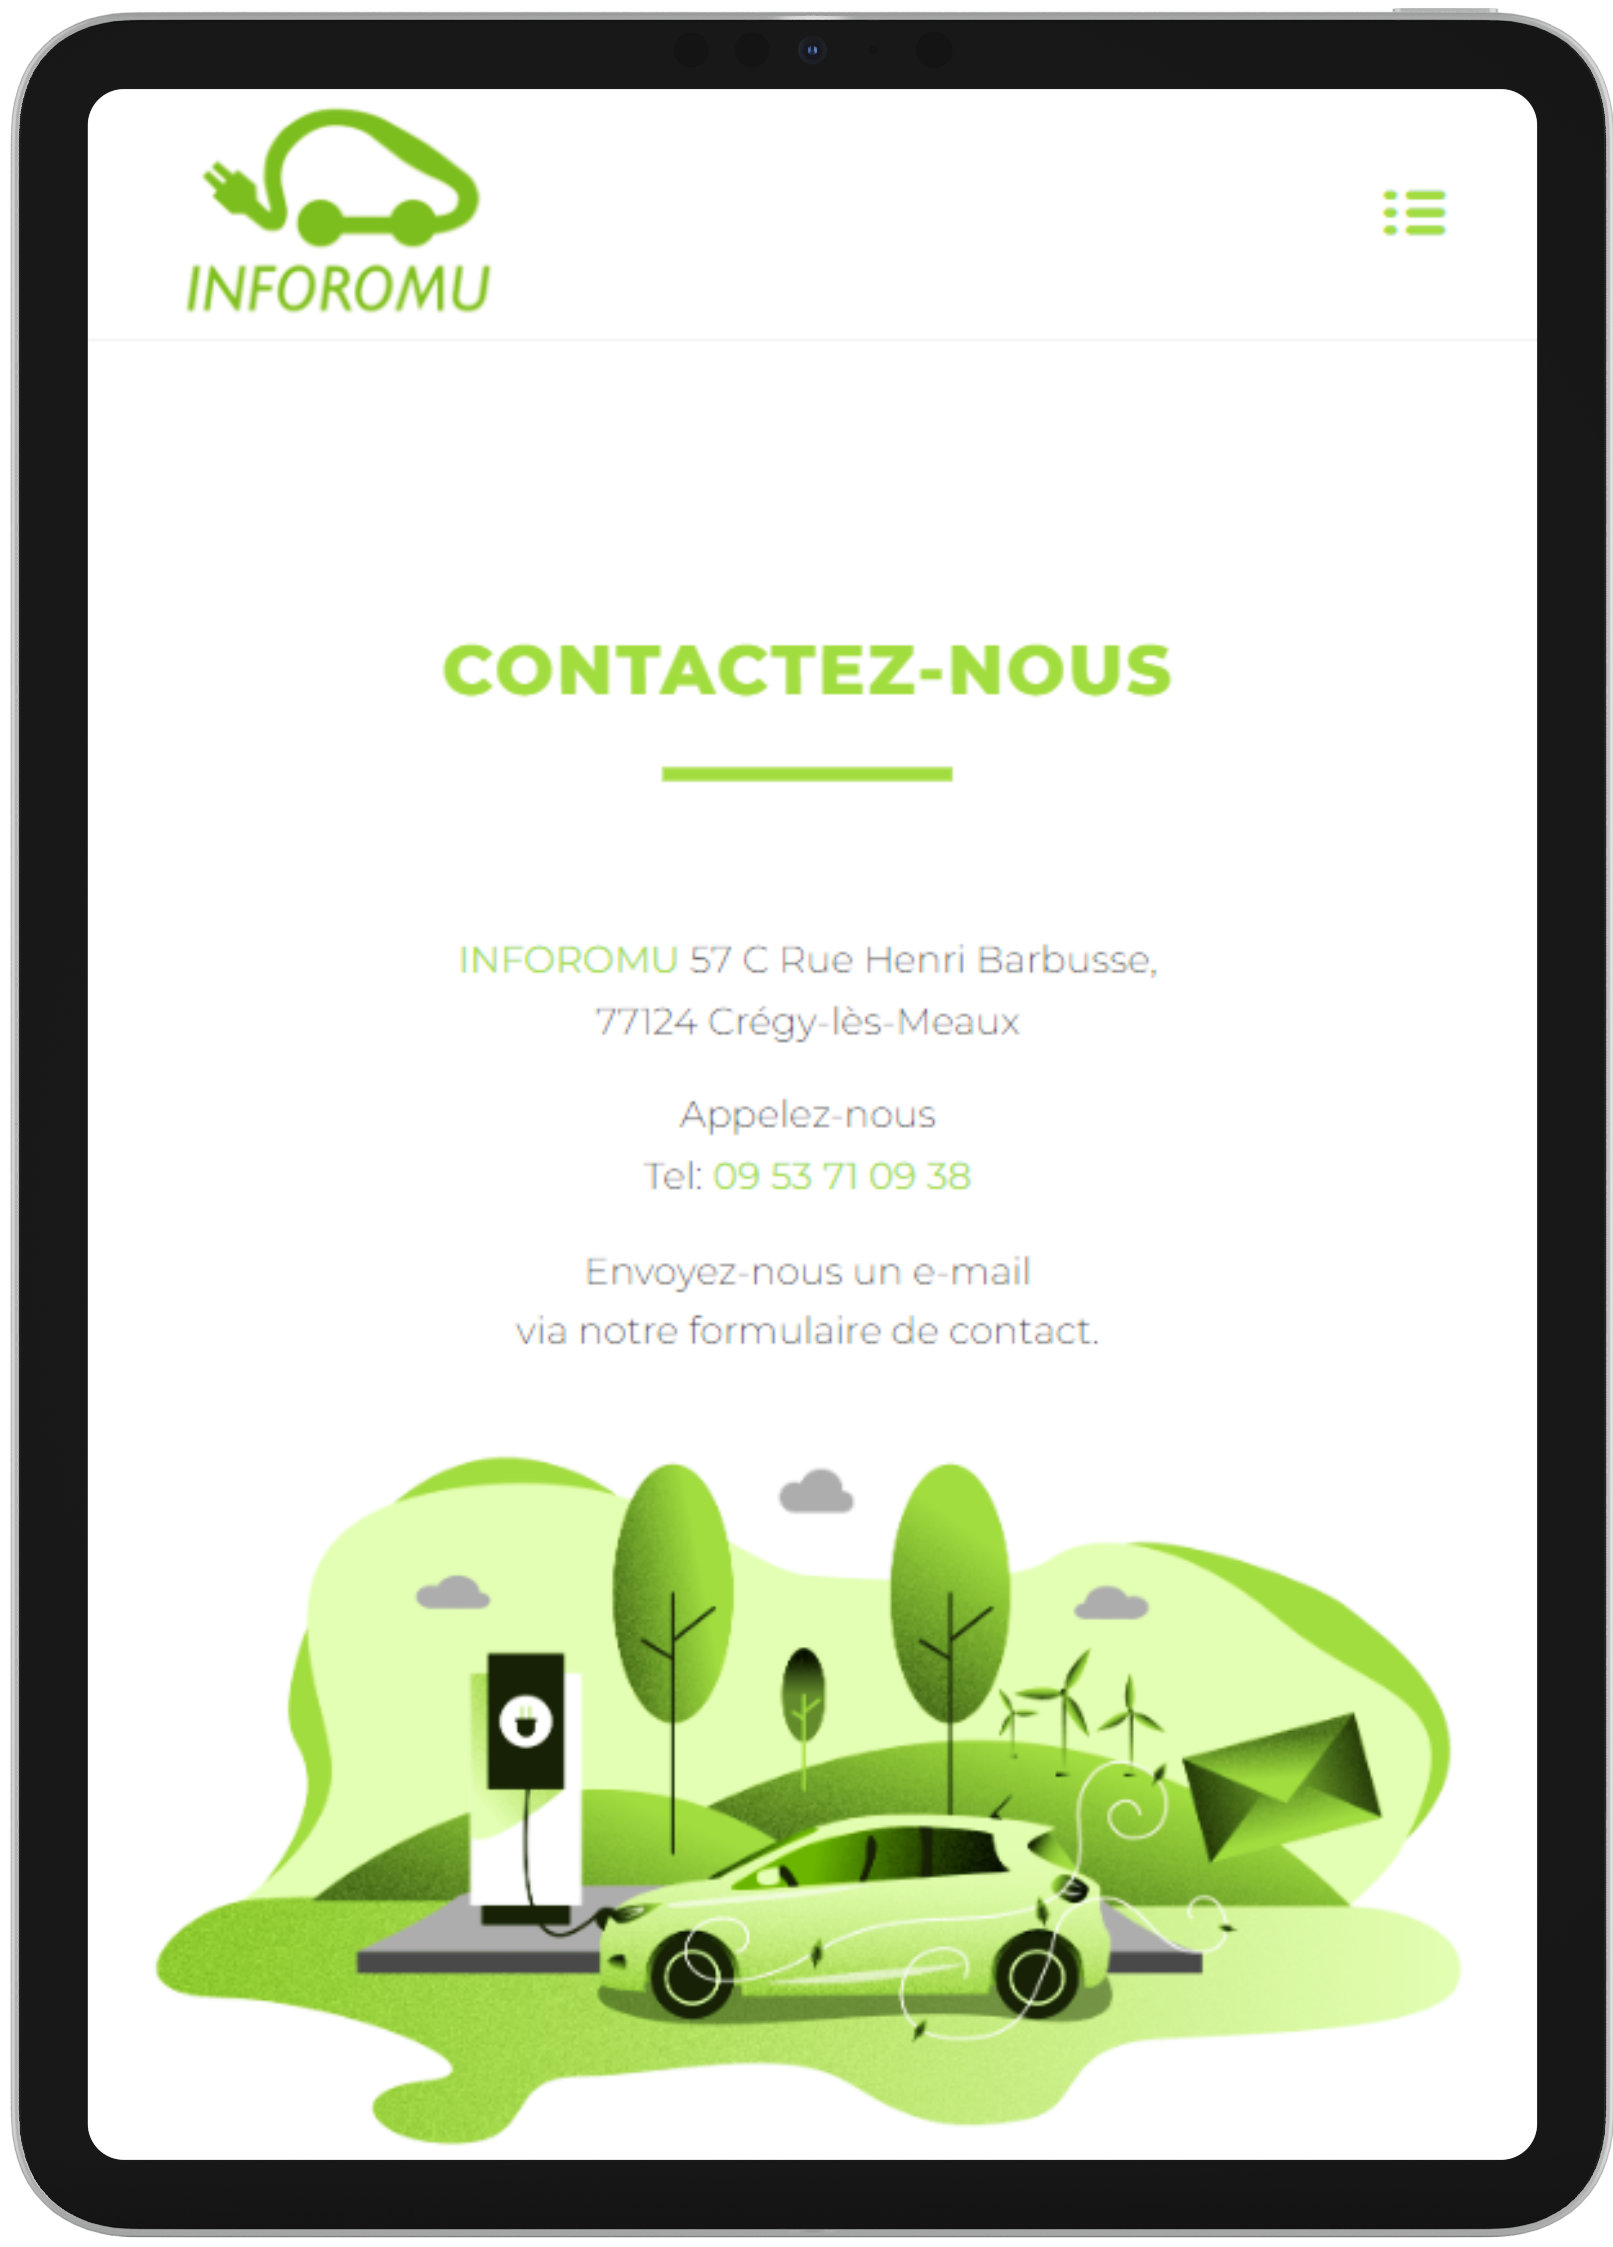 INFOROMU
CONTACTEZ-NOUS
INFOROMU 57 C Rue Henri Barbusse,
77124 Crégy-lès-Meaux
Appelez-nous
Tel: 09 53 71 09 38
Envoyez-nous un e-mail
via notre formulaire de contact.